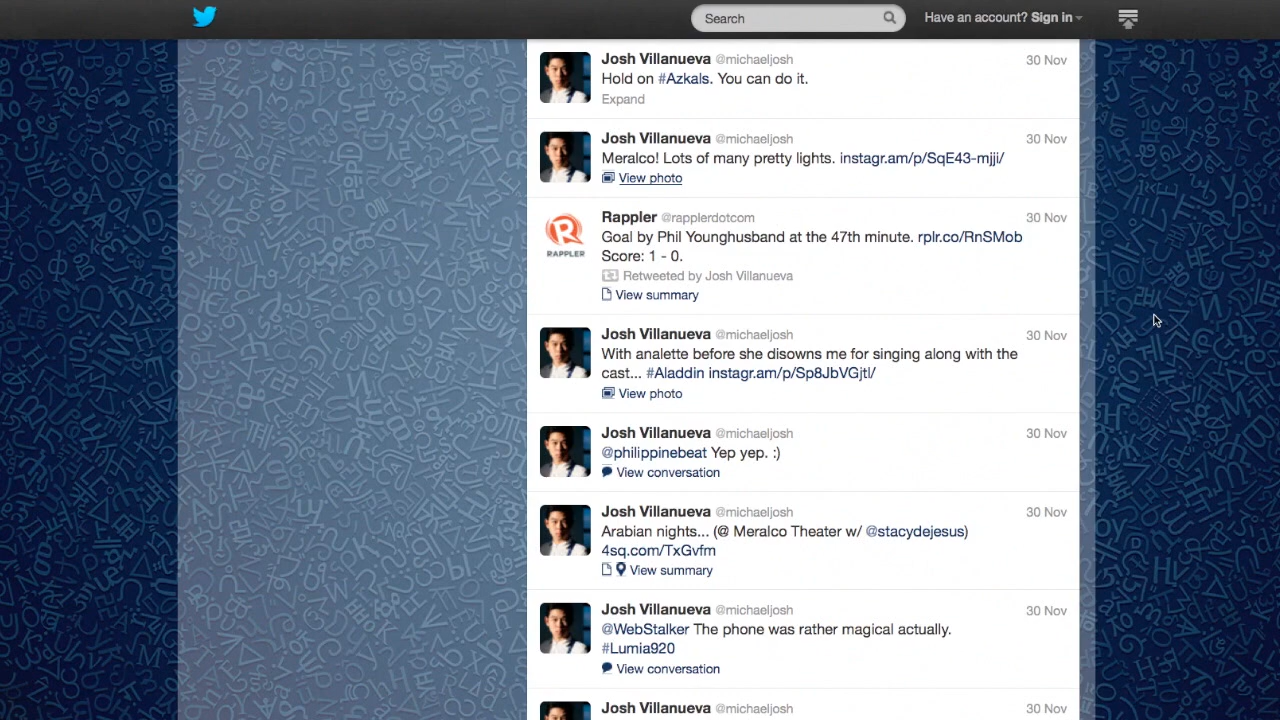 Search
Have an account? Sign in
Josh Villanueva @michaeljosh 30 Nov
Hold on #Azkals. You can do it.
Expand
Josh Villanueva @michaeljosh 30 Nov
Meralco! Lots of many pretty lights. instagr.am/p/SqE43-mjji/
View photo
Rappler @rapplerdotcom 30 Nov
Goal by Phil Younghusband at the 47th minute. rplr.co/RnSMob
Score: 1 - 0.
RAPPLER
Retweeted by Josh Villanueva
View summary
Josh Villanueva @michaeljosh 30 Nov
With analette before she disowns me for singing along with the
cast... #Aladdin instagr.am/p/Sp8JbVGjtl/
View photo
Josh Villanueva @michaeljosh 30 Nov
@philippinebeat Yep yep. :)
View conversation
Josh Villanueva @michaeljosh 30 Nov
Arabian nights... (@ Meralco Theater w/ @stacydejesus)
4sq.com/TxGvfm
View summary
Josh Villanueva @michaeljosh 30 Nov
@WebStalker The phone was rather magical actually.
#Lumia920
View conversation
Josh Villanueva @michaeljosh 30 Nov